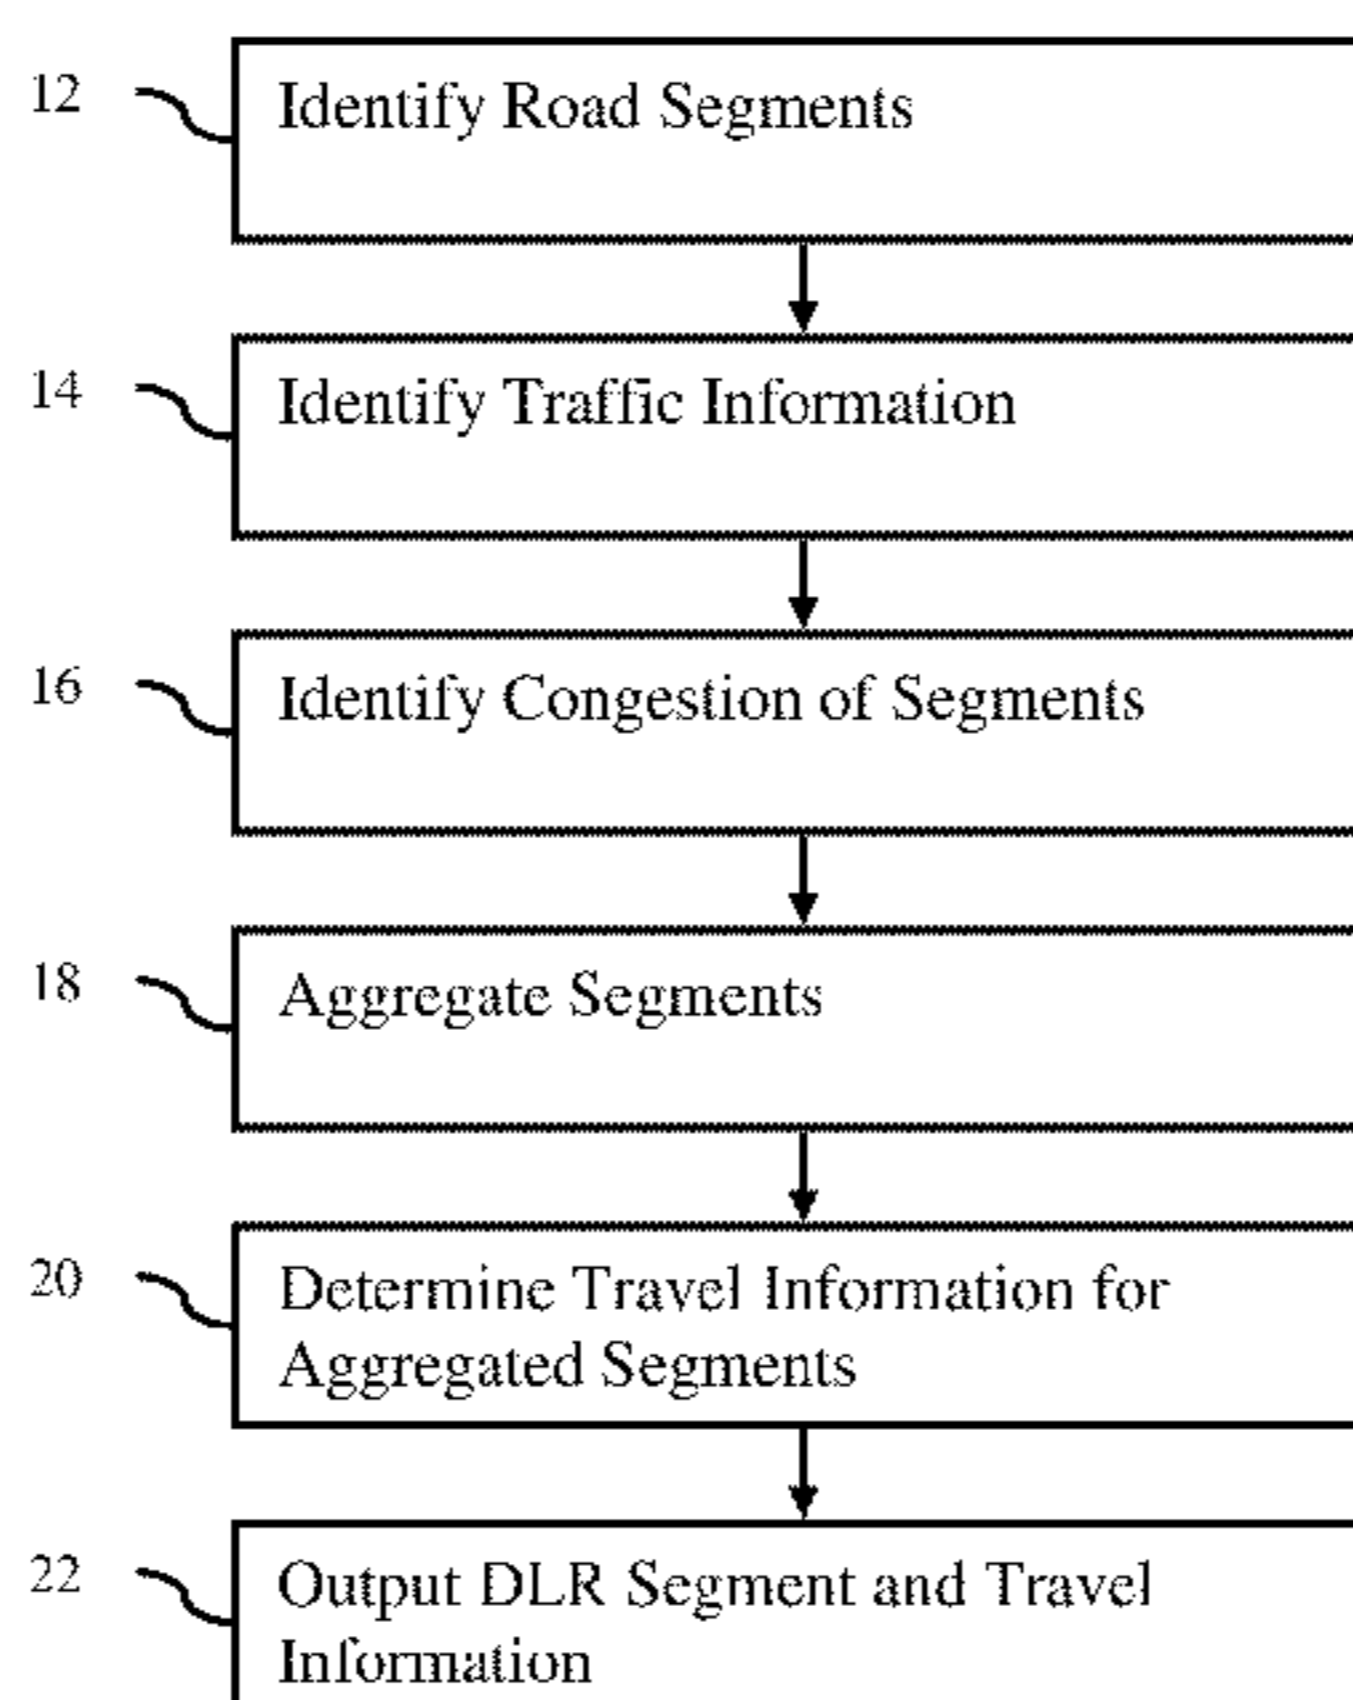 12 Identify Road Segments
14 Identify Traffic Information
16 Identify Congestion of Segments
18 Aggregate Segments
20 Determine Travel Information for
Aggregated Segments
22 Output DLR Segment and Travel
Information